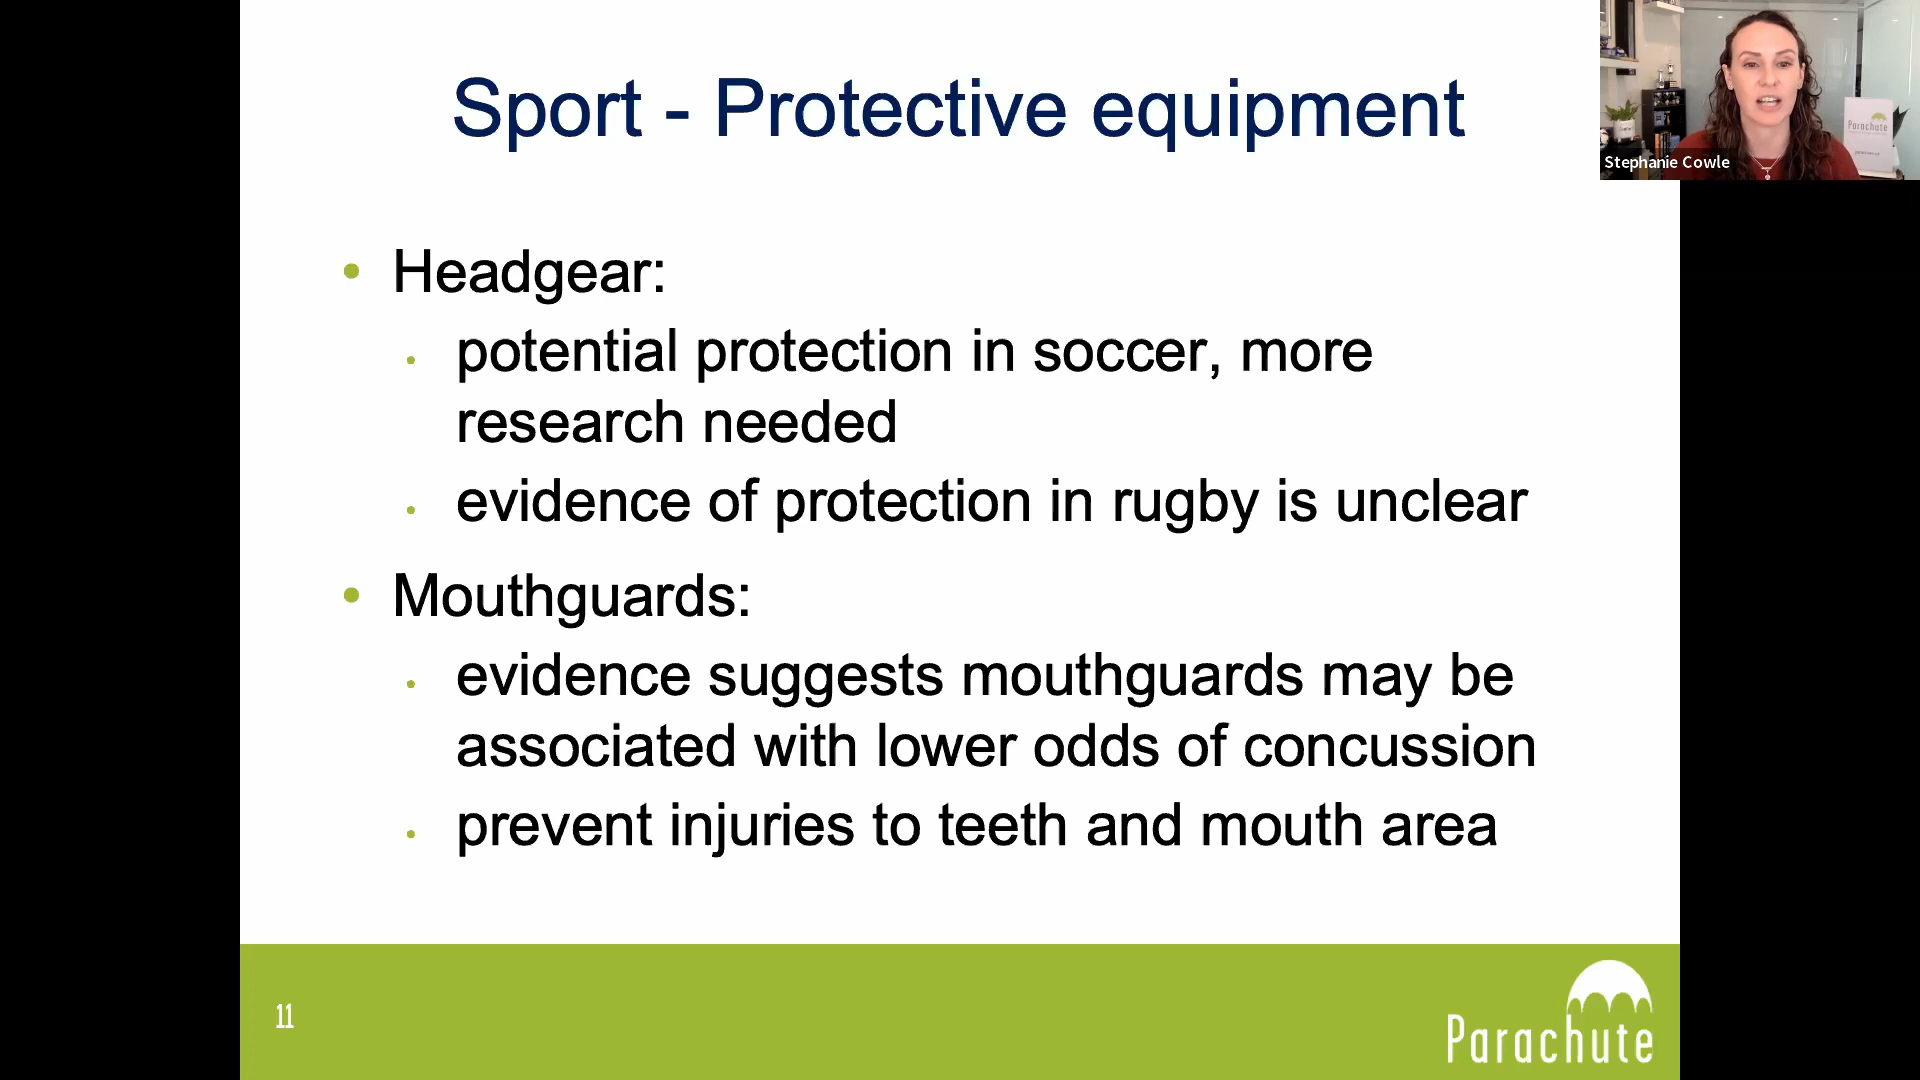 Sport - Protective equipment
Parachute
Stephanie Cowle
• Headgear:
• potential protection in soccer, more
research needed
• evidence of protection in rugby is unclear
• Mouthguards:
• evidence suggests mouthguards may be
associated with lower odds of concussion
• prevent injuries to teeth and mouth area
11
Parachute